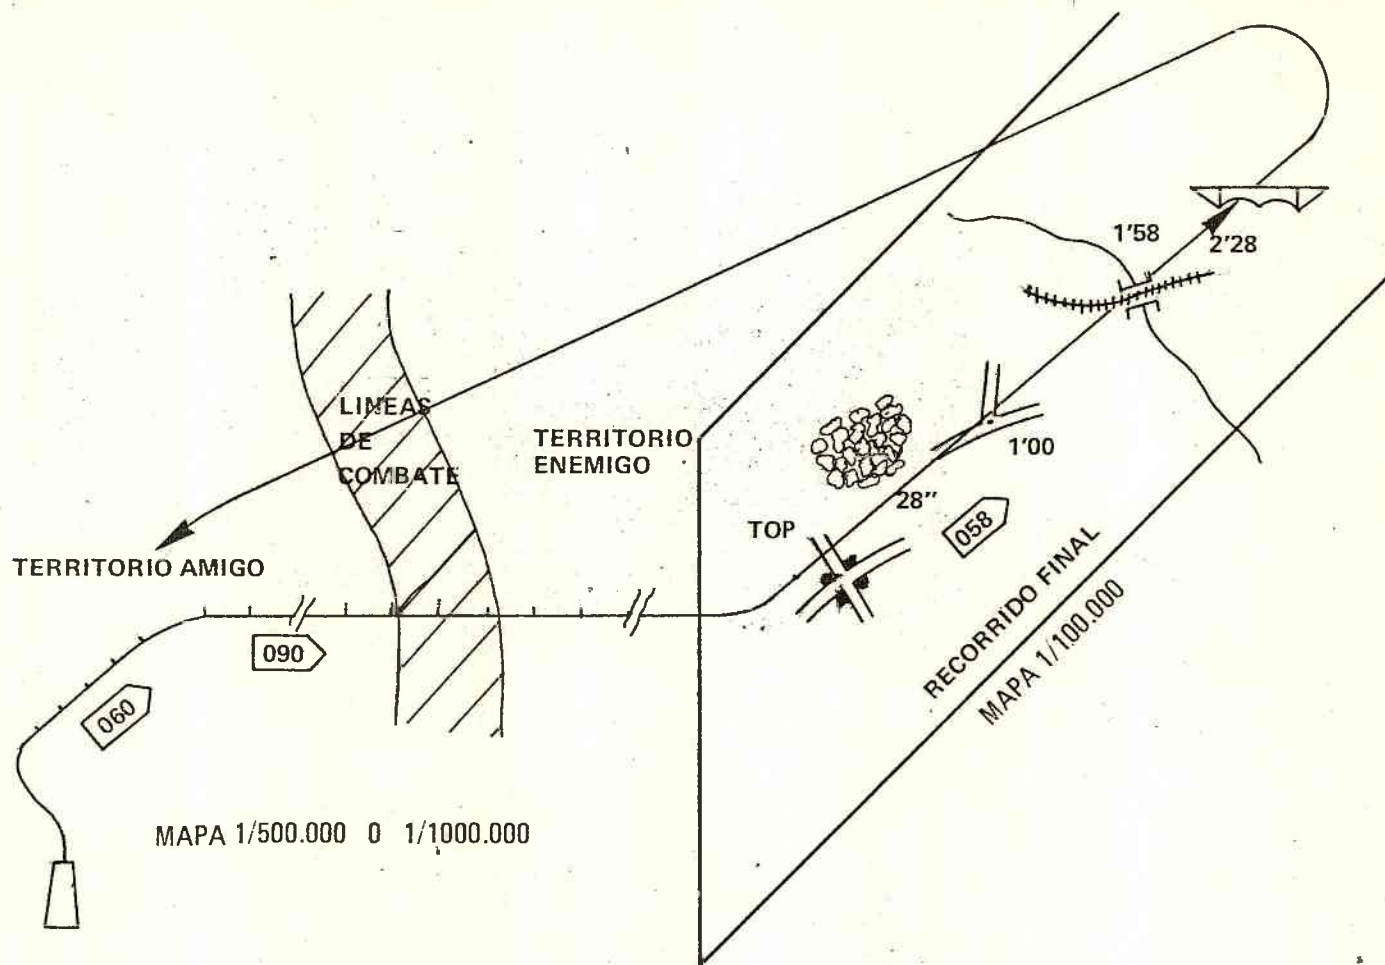 1'58
2'28
LINEAS
DE
COMBATE
TERRITORIO
ENEMIGO
1'00
28"
TOP
058
TERRITORIO AMIGO
090
060
RECORRIDO FINAL
MAPA 1/100.000
MAPA 1/500.000 0 1/1000.000